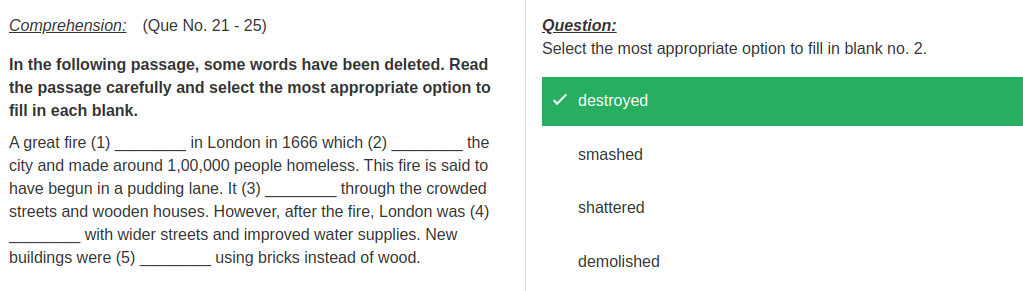 Comprehension: (Que No. 21 - 25)
In the following passage, some words have been deleted. Read
the passage carefully and select the most appropriate option to
fill in each blank.
A great fire (1) ________ in London in 1666 which (2) ________ the
city and made around 1,00,000 people homeless. This fire is said to
have begun in a pudding lane. It (3) ________ through the crowded
streets and wooden houses. However, after the fire, London was (4)
________ with wider streets and improved water supplies. New
buildings were (5) ________ using bricks instead of wood.
Question:
Select the most appropriate option to fill in blank no. 2.
destroyed
smashed
shattered
demolished